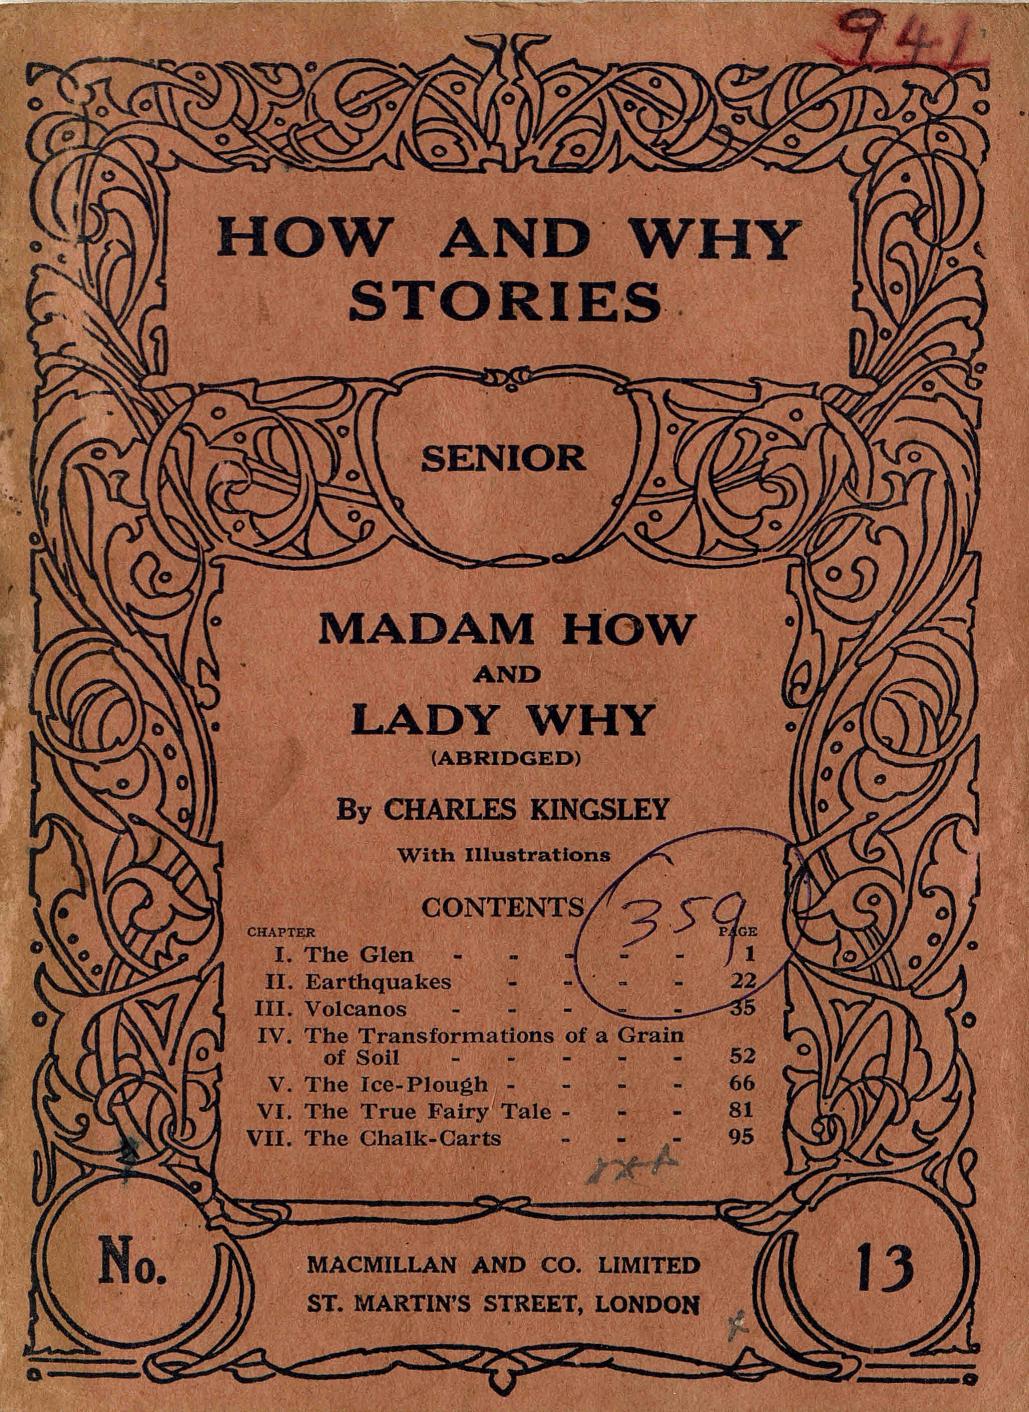 941
HOW AND WHY
STORIES
SENIOR
MADAM HOW
AND
LADY WHY
(ABRIDGED)
By CHARLES KINGSLEY
With Illustrations
359
CONTENTS
CHAPTER PAGE
I. The Glen - - - - - 1
II. Earthquakes - - - - 22
III. Volcanos - - - - - 35
IV. The Transformations of a Grain
of Soil - - - - - 52
V. The Ice-Plough - - - - 66
VI. The True Fairy Tale - - - 81
VII. The Chalk-Carts - - - 95
No.
MACMILLAN AND CO. LIMITED
ST. MARTIN'S STREET, LONDON
13